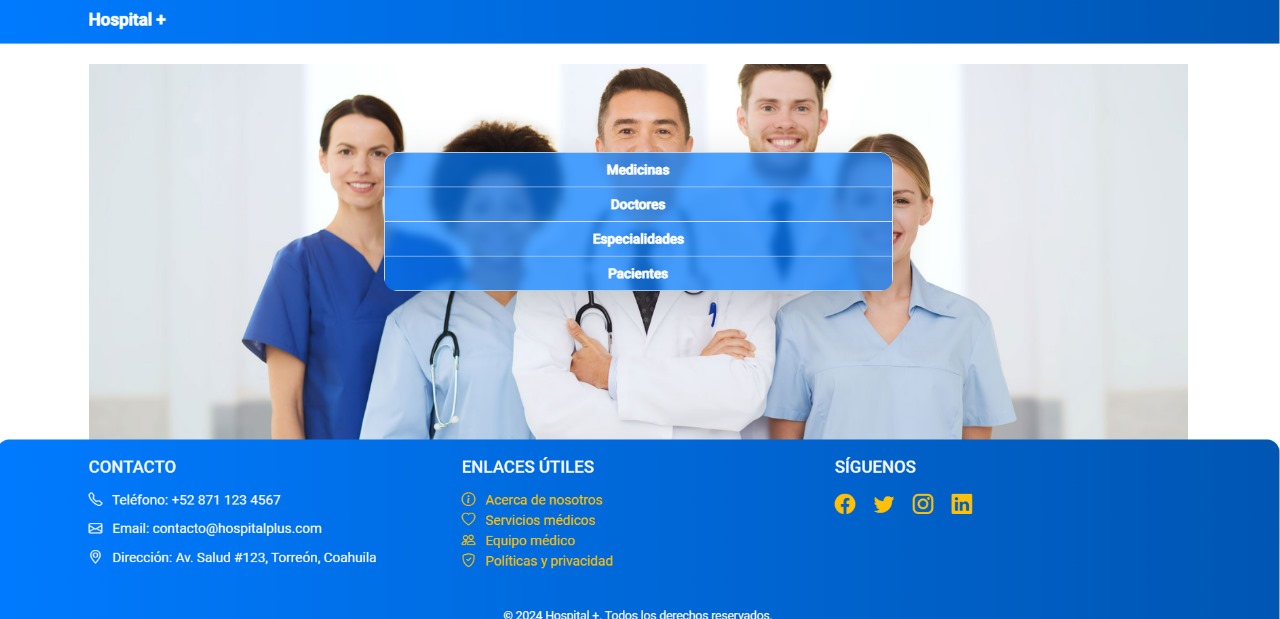 Hospital +
Medicinas
Doctores
Especialidades
Pacientes
CONTACTO
Teléfono: +52 871 123 4567
Email: contacto@hospitalplus.com
Dirección: Av. Salud #123, Torreón, Coahuila
ENLACES ÚTILES
Acerca de nosotros
Servicios médicos
Equipo médico
Políticas y privacidad
SÍGUENOS
© 2024 Hospital +. Todos los derechos reservados.